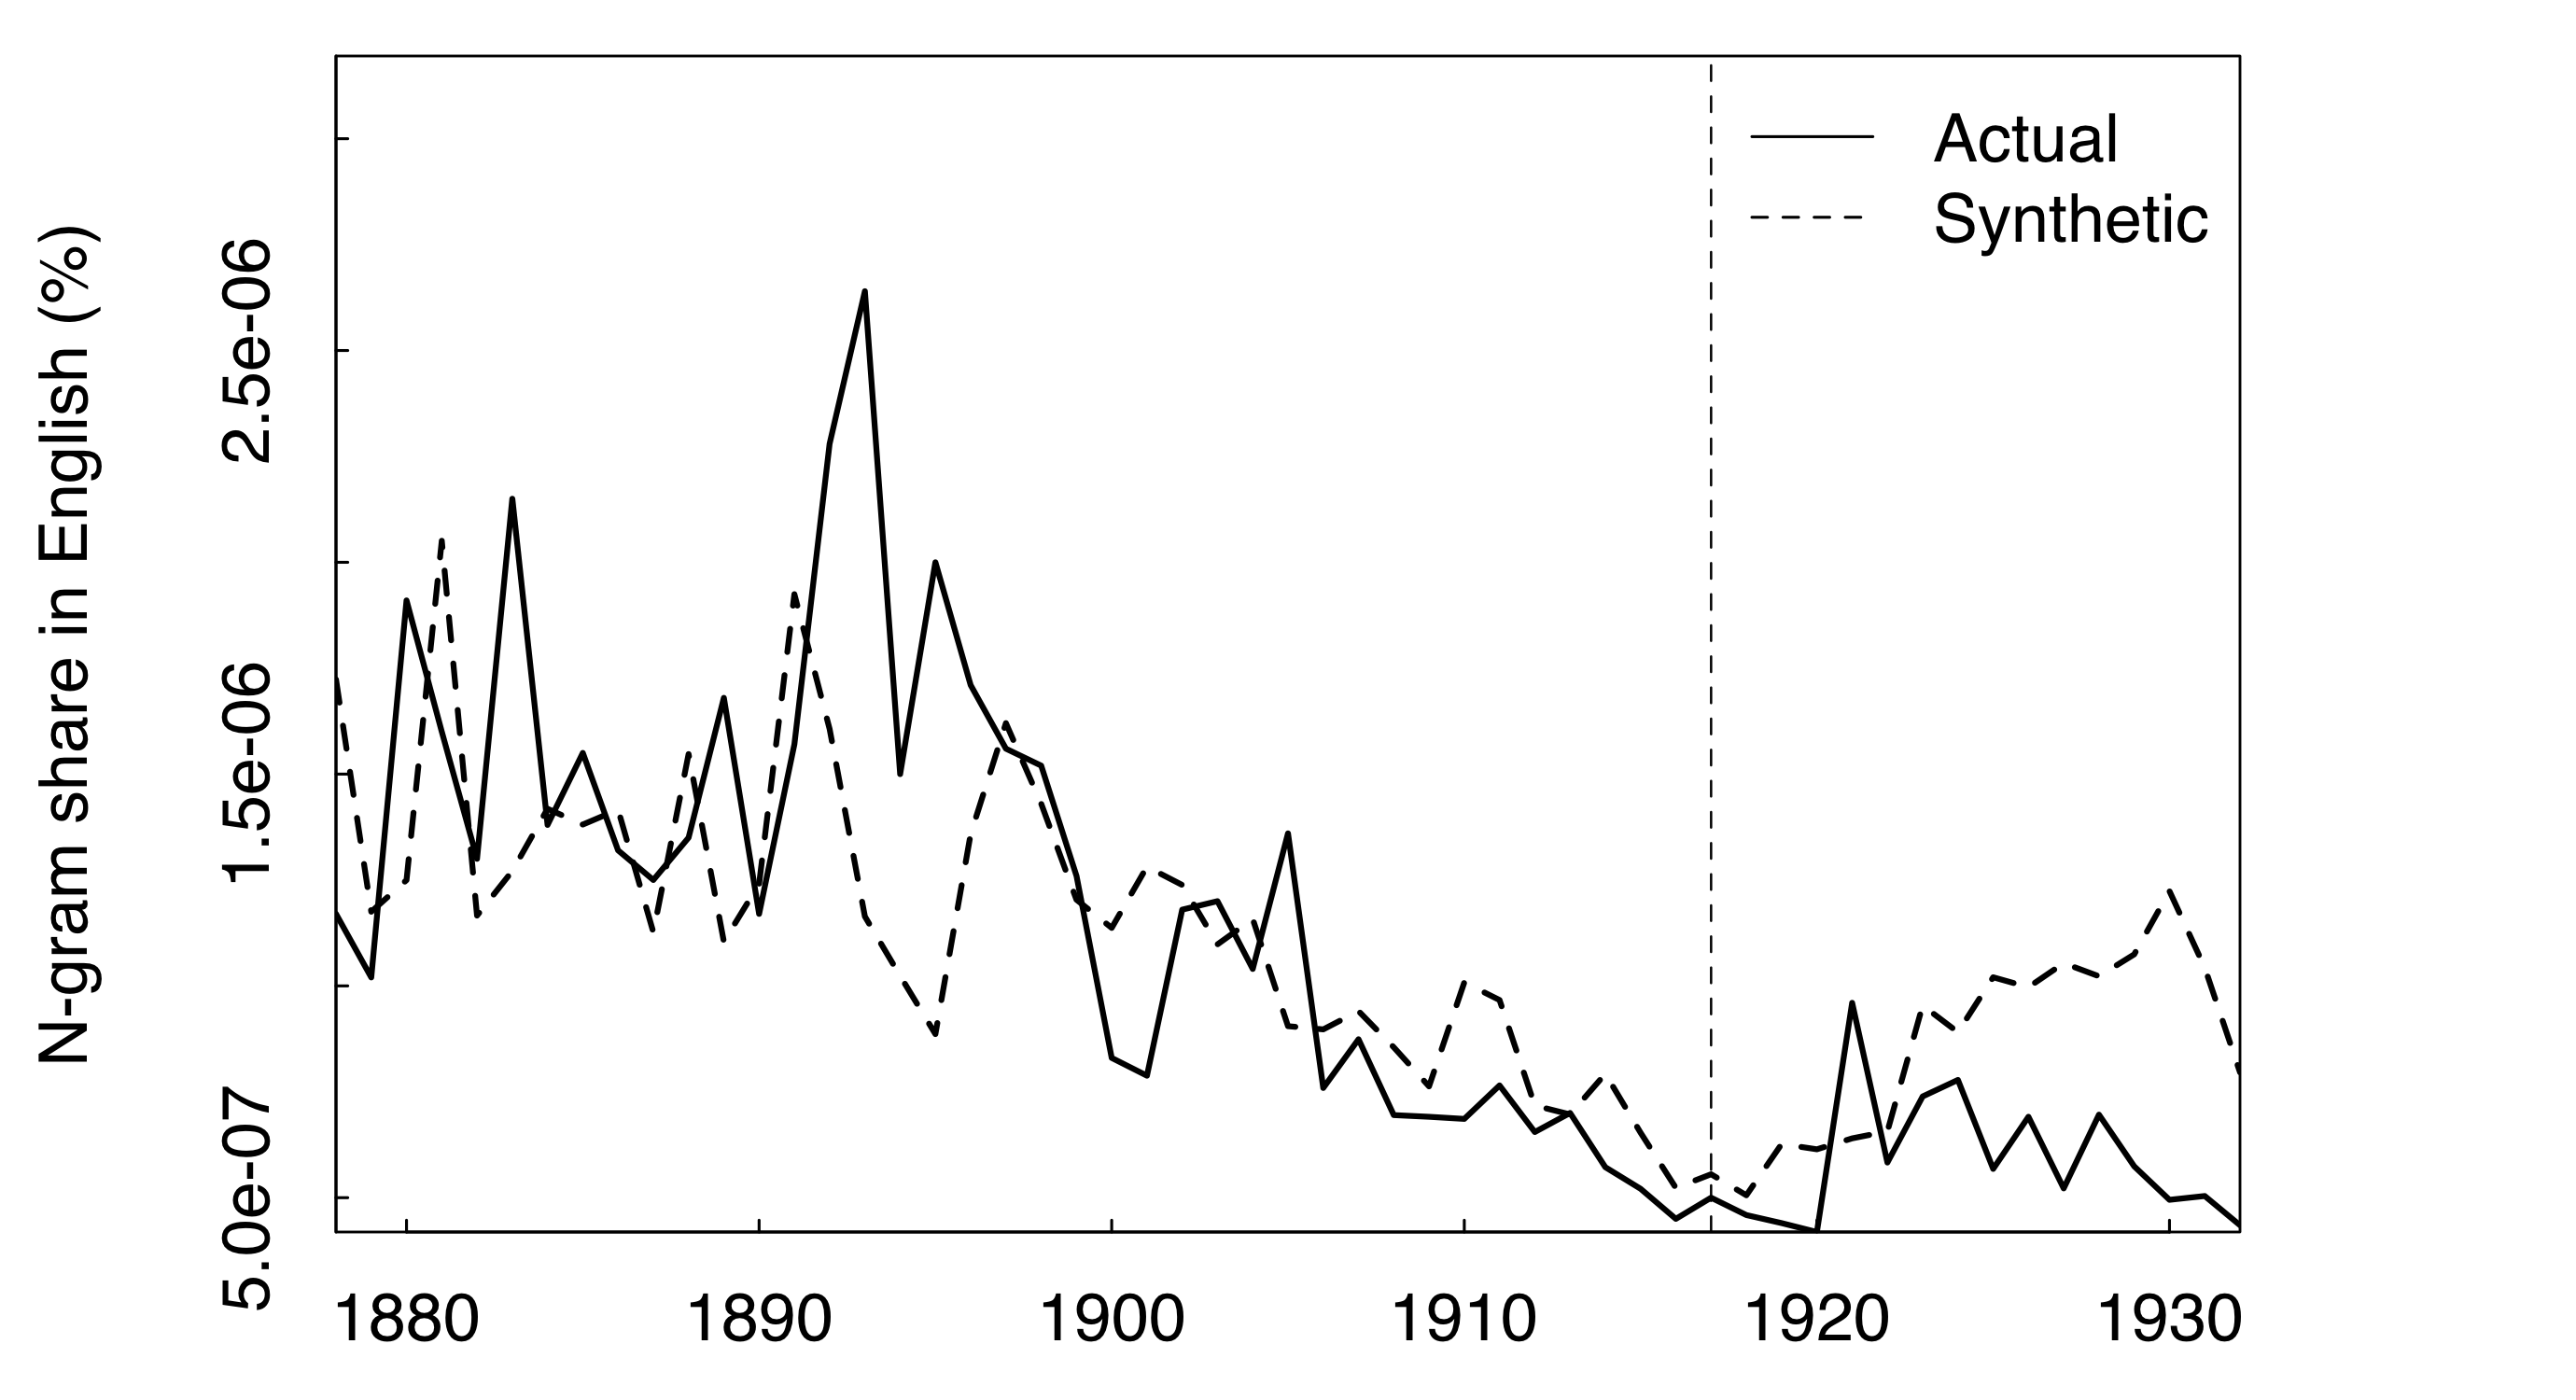 N-gram share in English (%)
2.5e-06
1.5e-06
5.0e-07
Actual
Synthetic
1880 1890 1900 1910 1920 1930